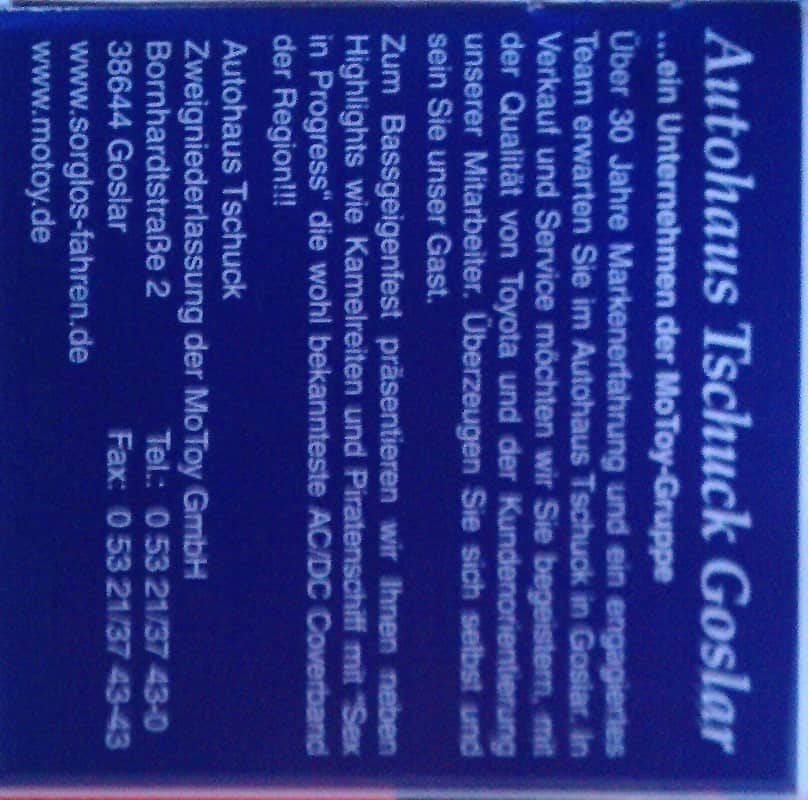 Autohaus Tschuck Goslar
...ein Unternehmen der MoToy-Gruppe
Über 30 Jahre Markenerfahrung und ein engagiertes
Team erwarten Sie im Autohaus Tschuck in Goslar. In
Verkauf und Service möchten wir Sie begeistern, mit
der Qualität von Toyota und der Kundenorientierung
unserer Mitarbeiter. Überzeugen Sie sich selbst und
sein Sie unser Gast.
Zum Bassgeigenfest präsentieren wir Ihnen neben
Highlights wie Kamelreiten und Piratenschiff mit "Sex
in Progress" die wohl bekannteste AC/DC Coverband
der Region!!!
Autohaus Tschuck
Zweigniederlassung der MoToy GmbH
Bornhardtstraße 2 Tel.: 0 53 21/37 43-0
38644 Goslar Fax: 0 53 21/37 43-43
www.sorglos-fahren.de
www.motoy.de